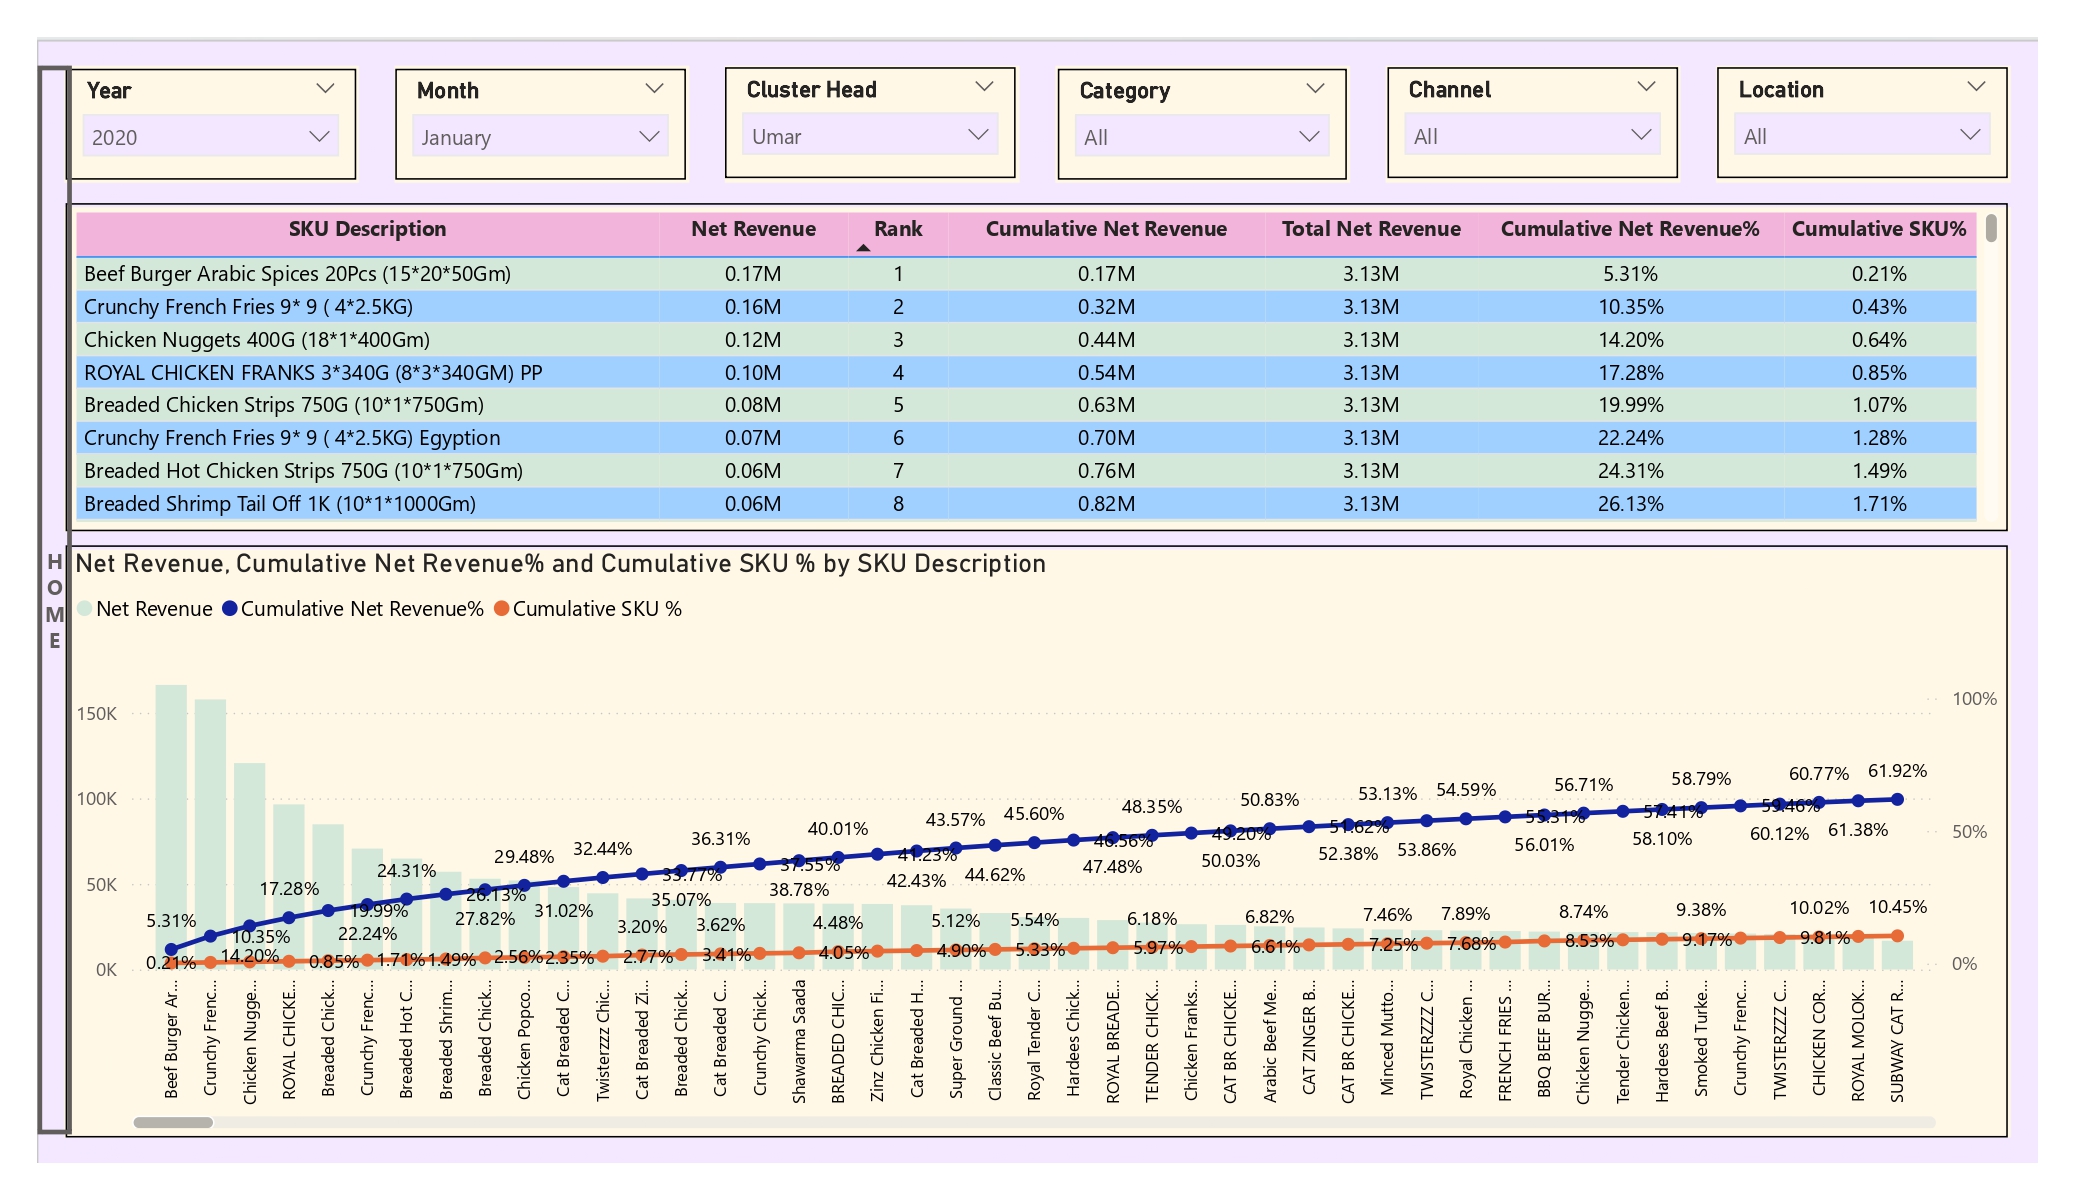 Year
2020
Month
January
Cluster Head
Umar
Category
All
Channel
All
Location
All
HOME
SKU Description Net Revenue Rank Cumulative Net Revenue Total Net Revenue Cumulative Net Revenue% Cumulative SKU%
Beef Burger Arabic Spices 20Pcs (15*20*50Gm) 0.17M 1 0.17M 3.13M 5.31% 0.21%
Crunchy French Fries 9* 9 ( 4*2.5KG) 0.16M 2 0.32M 3.13M 10.35% 0.43%
Chicken Nuggets 400G (18*1*400Gm) 0.12M 3 0.44M 3.13M 14.20% 0.64%
ROYAL CHICKEN FRANKS 3*340G (8*3*340GM) PP 0.10M 4 0.54M 3.13M 17.28% 0.85%
Breaded Chicken Strips 750G (10*1*750Gm) 0.08M 5 0.63M 3.13M 19.99% 1.07%
Crunchy French Fries 9* 9 ( 4*2.5KG) Egyption 0.07M 6 0.70M 3.13M 22.24% 1.28%
Breaded Hot Chicken Strips 750G (10*1*750Gm) 0.06M 7 0.76M 3.13M 24.31% 1.49%
Breaded Shrimp Tail Off 1K (10*1*1000Gm) 0.06M 8 0.82M 3.13M 26.13% 1.71%
Net Revenue, Cumulative Net Revenue% and Cumulative SKU % by SKU Description
Net Revenue Cumulative Net Revenue% Cumulative SKU %
150K
100K
50K
0K
100%
50%
0%
5.31% 10.35% 14.20% 17.28% 19.99% 22.24% 24.31% 26.13% 27.82% 29.48% 31.02% 32.44% 33.77% 35.07% 36.31% 37.55% 38.78% 40.01% 41.23% 42.43% 43.57% 44.62% 45.60% 46.56% 47.48% 48.35% 49.20% 50.03% 50.83% 51.62% 52.38% 53.13% 53.86% 54.59% 55.31% 56.01% 56.71% 57.41% 58.10% 58.79% 59.46% 60.12% 60.77% 61.38% 61.92%
0.21% 0.85% 1.71% 1.49% 2.56% 2.35% 3.20% 2.77% 3.62% 3.41% 4.48% 4.05% 5.12% 4.90% 5.54% 5.33% 6.18% 5.97% 6.82% 6.61% 7.46% 7.25% 7.89% 7.68% 8.74% 8.53% 9.38% 9.17% 10.02% 9.81% 10.45%
Beef Burger Ar...
Crunchy Frenc...
Chicken Nugge...
ROYAL CHICKE...
Breaded Chick...
Crunchy Frenc...
Breaded Hot C...
Breaded Shrim...
Breaded Chick...
Chicken Popco...
Cat Breaded C...
Twisterzzz Chic...
Cat Breaded Zi...
Breaded Chick...
Cat Breaded C...
Crunchy Chick...
Shawarma Saada
BREADED CHIC...
Zinz Chicken Fi...
Cat Breaded H...
Super Ground ...
Classic Beef Bu...
Royal Tender C...
Hardees Chick...
ROYAL BREADE...
TENDER CHICK...
Chicken Franks...
CAT BR CHICKE...
Arabic Beef Me...
CAT ZINGER B...
CAT BR CHICKE...
Minced Mutto...
TWISTERZZZ C...
Royal Chicken ...
FRENCH FRIES ...
BBQ BEEF BUR...
Chicken Nugge...
Tender Chicken...
Hardees Beef B...
Smoked Turke...
Crunchy Frenc...
TWISTERZZZ C...
CHICKEN COR...
ROYAL MOLOK...
SUBWAY CAT R...